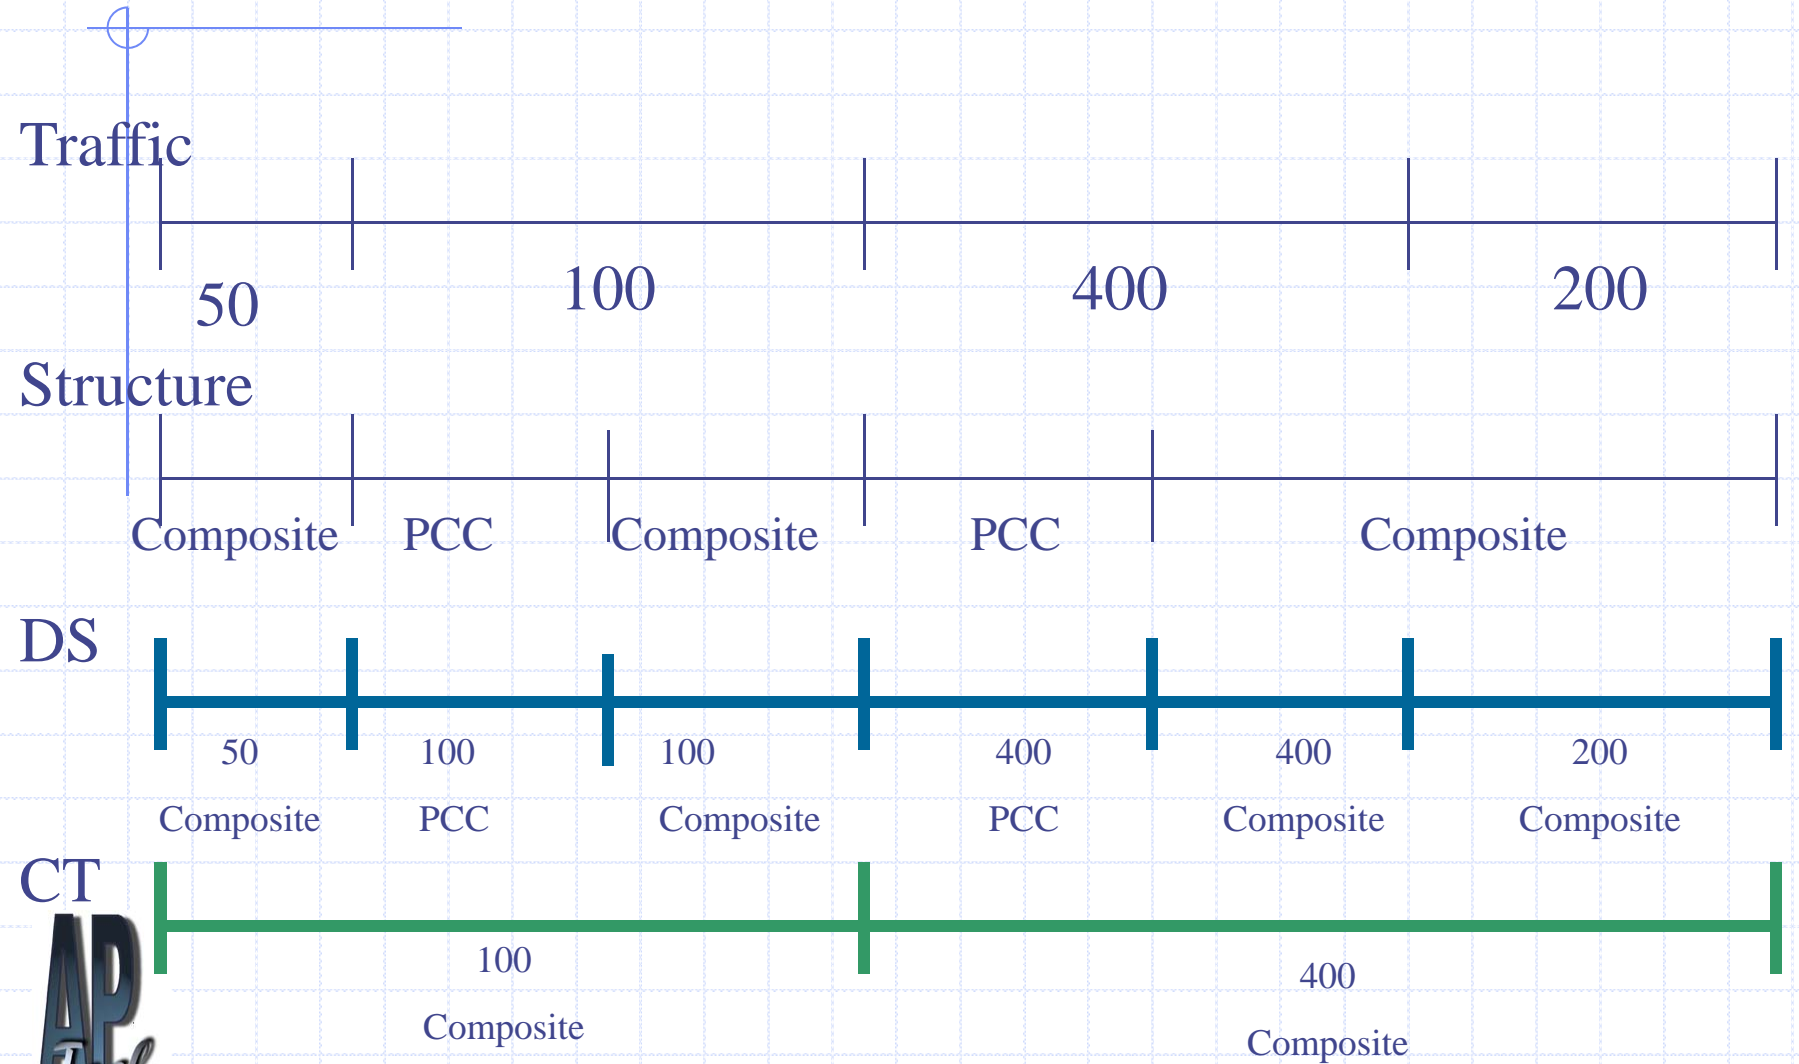 Traffic
50 100 400 200
Structure
Composite PCC Composite PCC Composite
DS
50 100 100 400 400 200
Composite PCC Composite PCC Composite Composite
CT
AP
100 400
Composite Composite